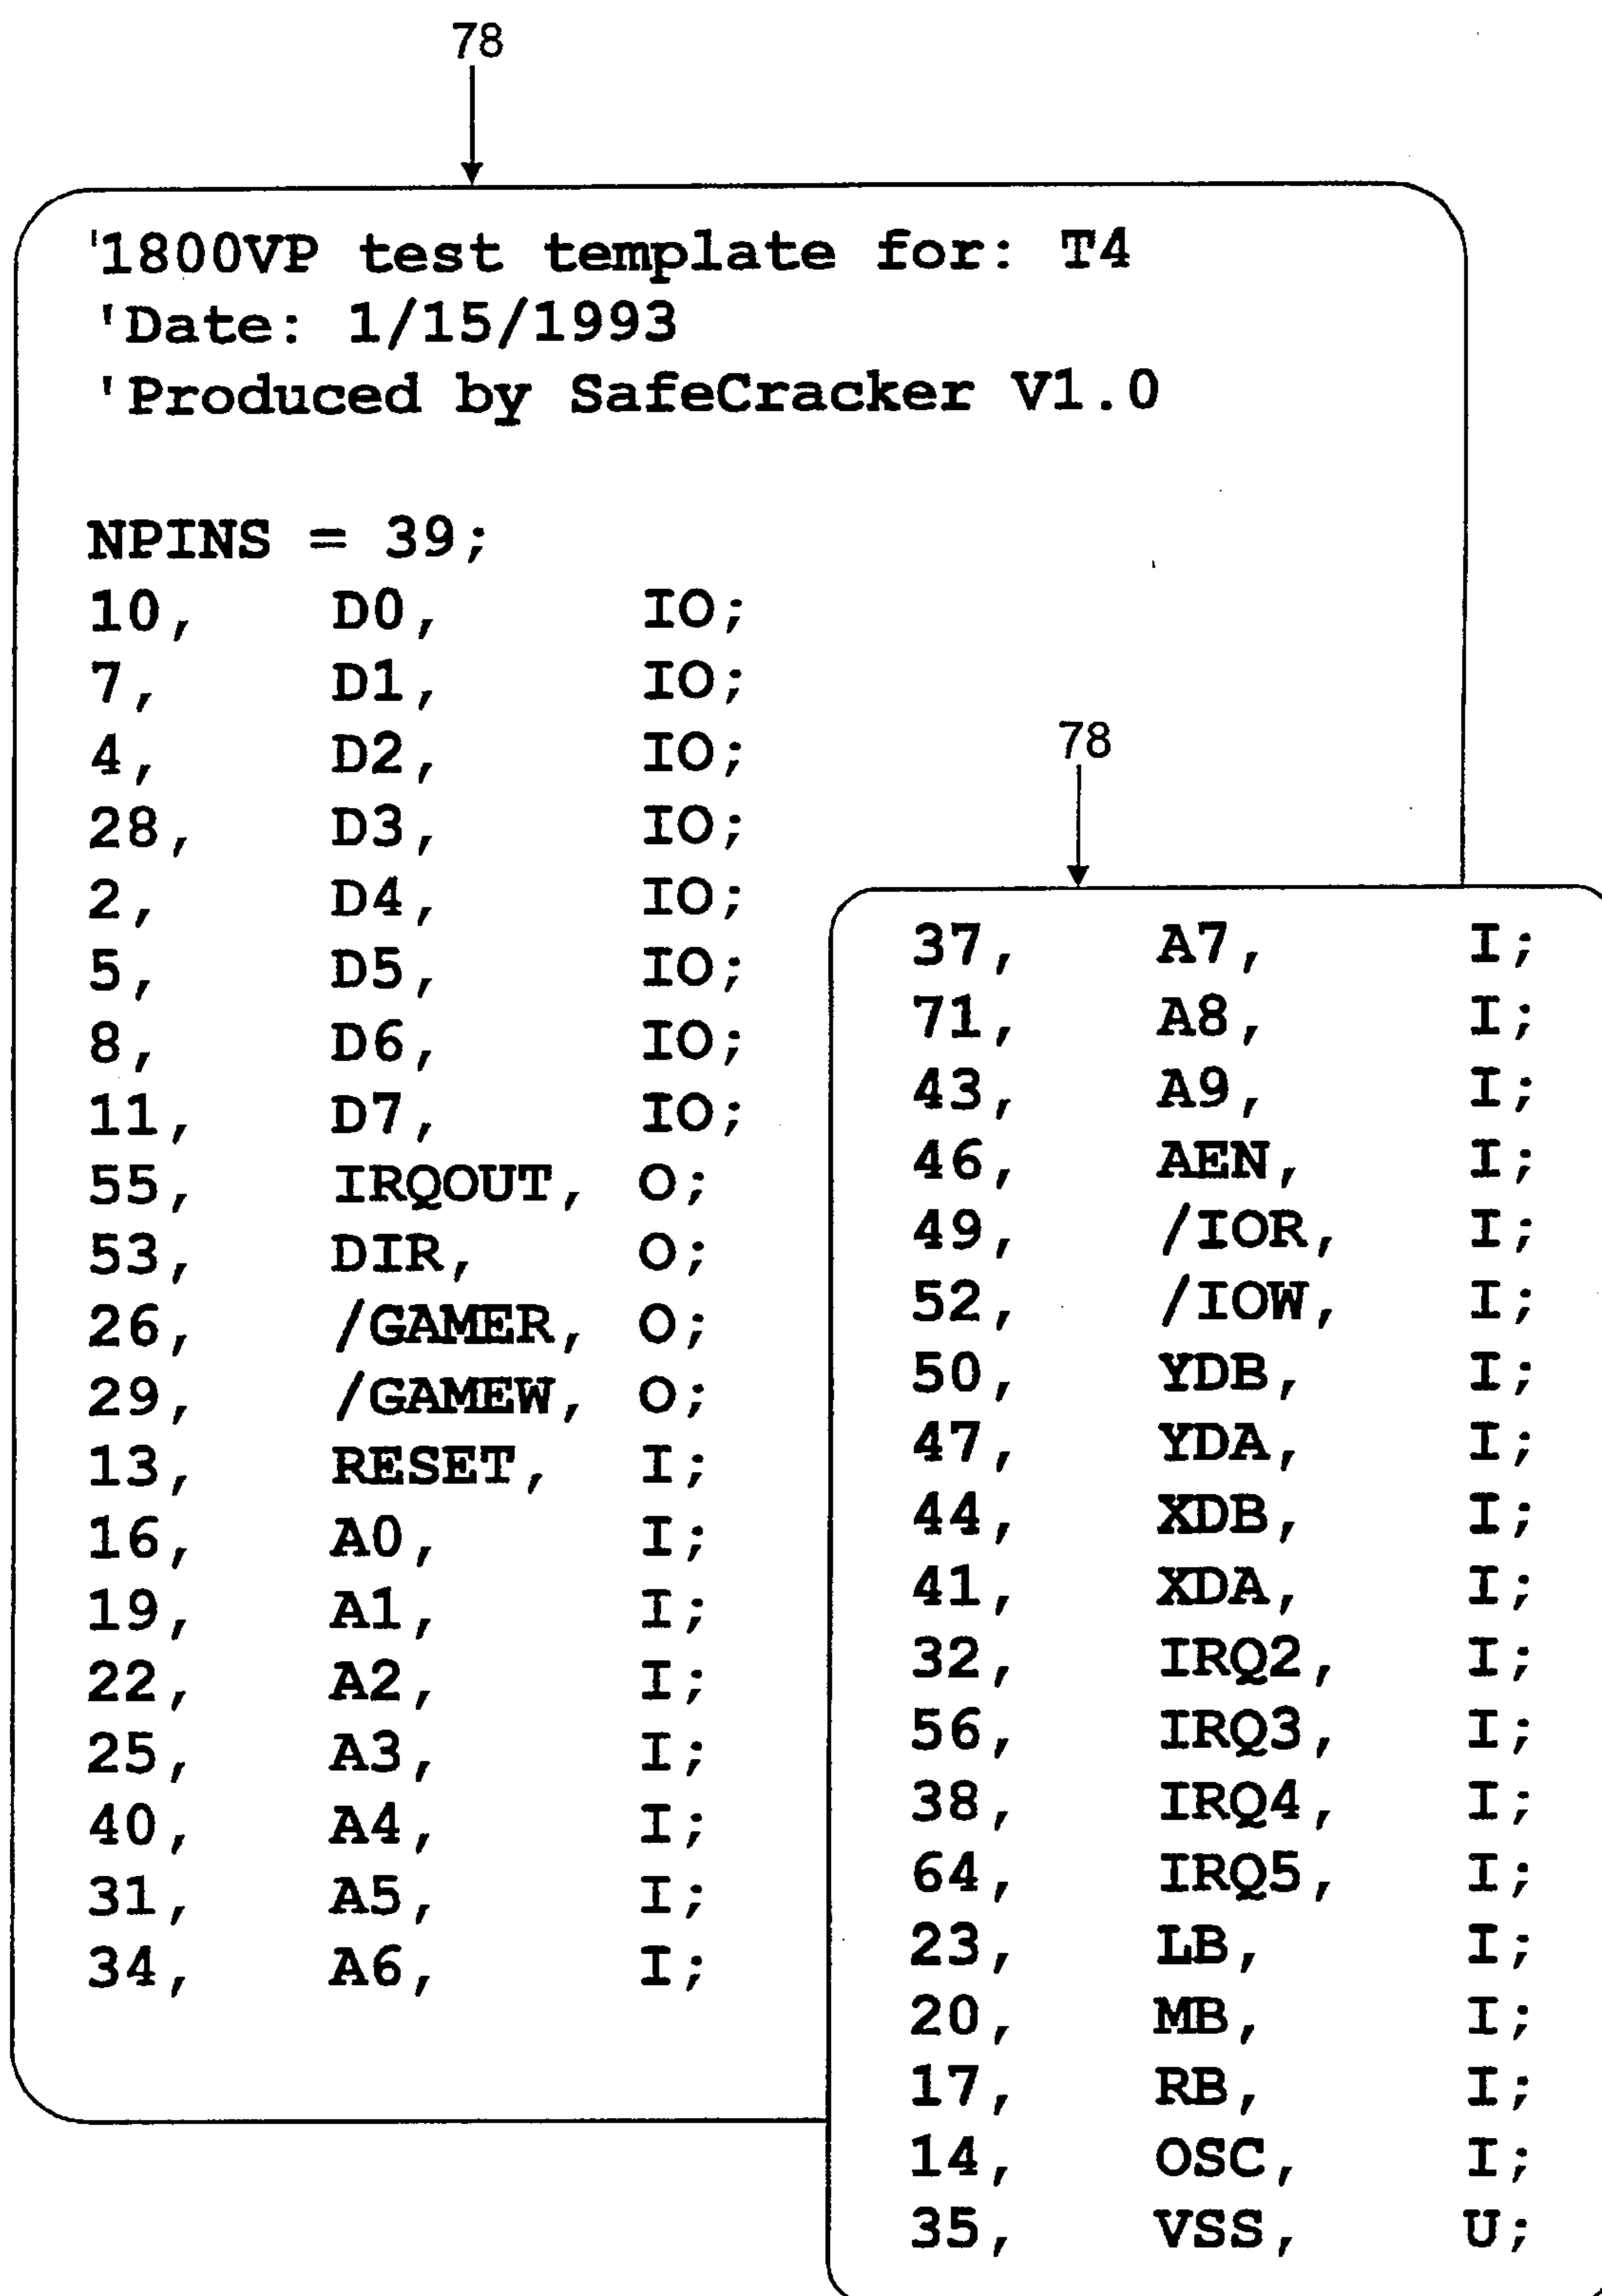 78
'1800VP test template for: T4
'Date: 1/15/1993
'Produced by SafeCracker V1.0
NPINS = 39;
10, D0, IO;
7, D1, IO;
4, D2, IO;
28, D3, IO;
2, D4, IO;
5, D5, IO;
8, D6, IO;
11, D7, IO;
55, IRQOUT, O;
53, DIR, O;
26, /GAMER, O;
29, /GAMEW, O;
13, RESET, I;
16, A0, I;
19, A1, I;
22, A2, I;
25, A3, I;
40, A4, I;
31, A5, I;
34, A6, I;
78
37, A7, I;
71, A8, I;
43, A9, I;
46, AEN, I;
49, /IOR, I;
52, /IOW, I;
50, YDB, I;
47, YDA, I;
44, XDB, I;
41, XDA, I;
32, IRQ2, I;
56, IRQ3, I;
38, IRQ4, I;
64, IRQ5, I;
23, LB, I;
20, MB, I;
17, RB, I;
14, OSC, I;
35, VSS, U;